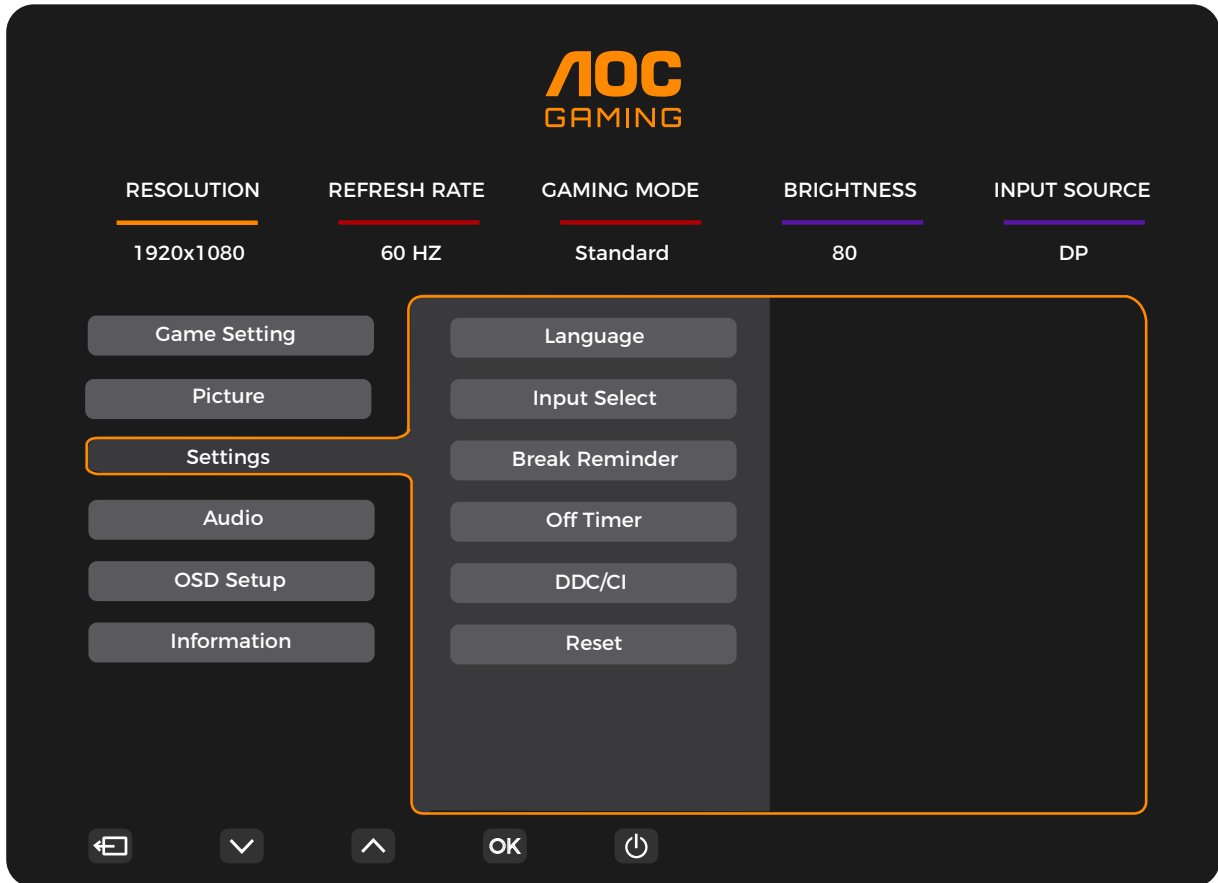 AOC
GAMING
RESOLUTION REFRESH RATE GAMING MODE BRIGHTNESS INPUT SOURCE
1920x1080 60 HZ Standard 80 DP
Game Setting
Picture
Settings
Audio
OSD Setup
Information
Language
Input Select
Break Reminder
Off Timer
DDC/CI
Reset
OK